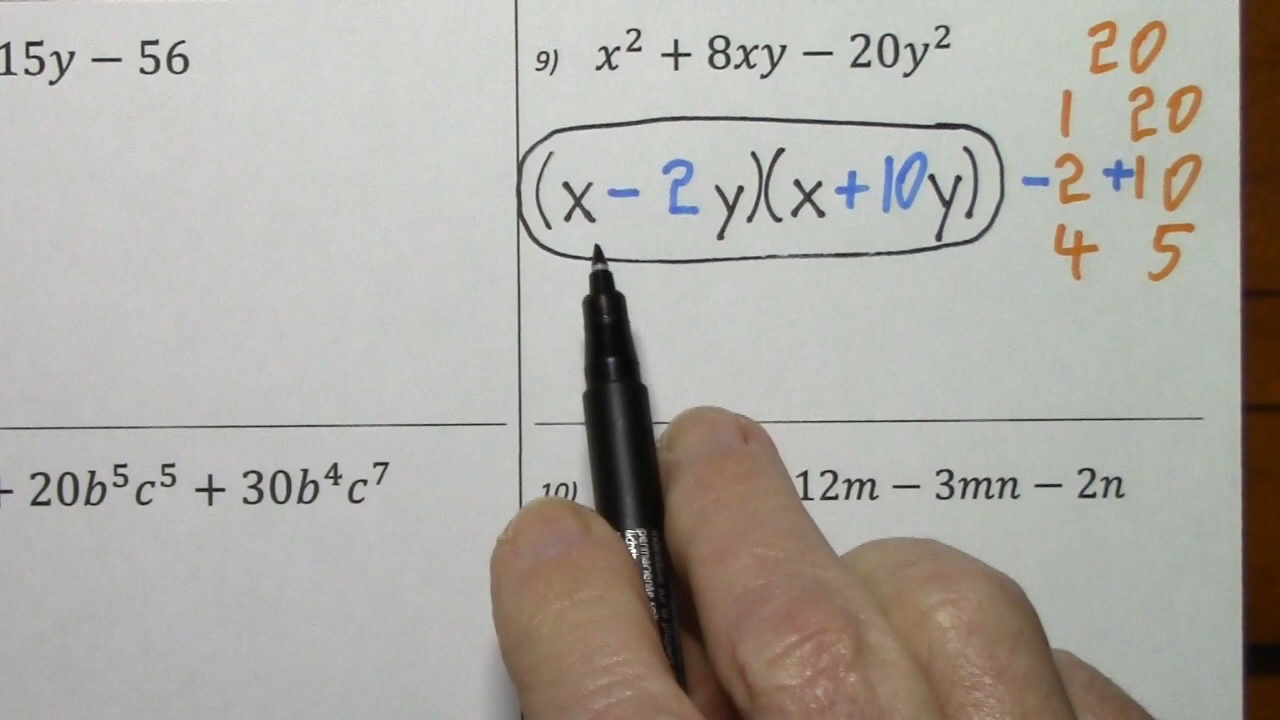 15y − 56
9) x² + 8xy − 20y²
(x − 2y)(x + 10y)
20
1 20
-2 +10
4 5
+ 20b⁵c⁵ + 30b⁴c⁷
10) 12m − 3mn − 2n